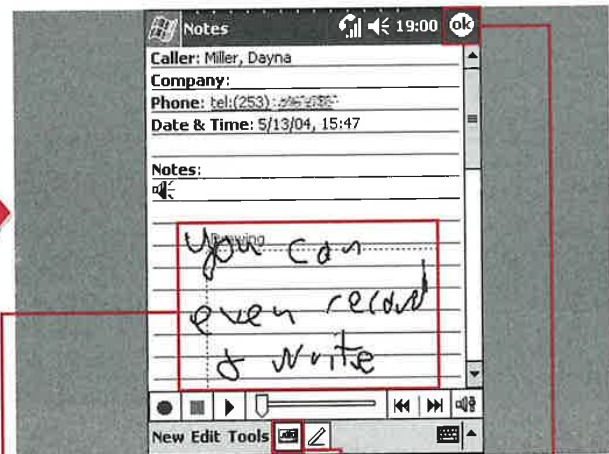 Notes 19:00 ok
Caller: Miller, Dayna
Company:
Phone: tel:(253)
Date & Time: 5/13/04, 15:47
Notes:
Drawing
You can
even record
& write
New Edit Tools